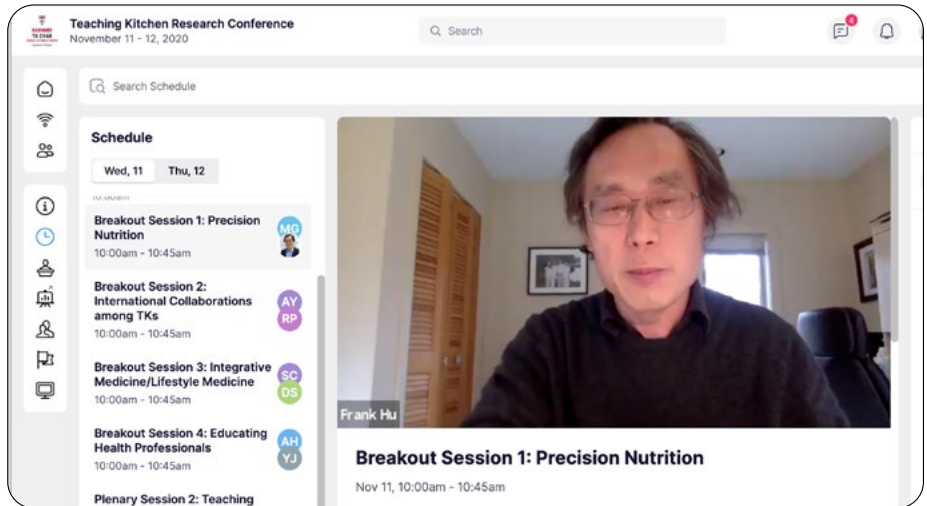 Teaching Kitchen Research Conference
November 11 - 12, 2020
Search
4
Search Schedule
Schedule
Wed, 11
Thu, 12
10:00am
Breakout Session 1: Precision
Nutrition
10:00am - 10:45am
MG
Breakout Session 2:
International Collaborations
among TKs
10:00am - 10:45am
AY
RP
Breakout Session 3: Integrative
Medicine/Lifestyle Medicine
10:00am - 10:45am
SC
DS
Breakout Session 4: Educating
Health Professionals
10:00am - 10:45am
AH
YJ
Plenary Session 2: Teaching
Frank Hu
Breakout Session 1: Precision Nutrition
Nov 11, 10:00am - 10:45am